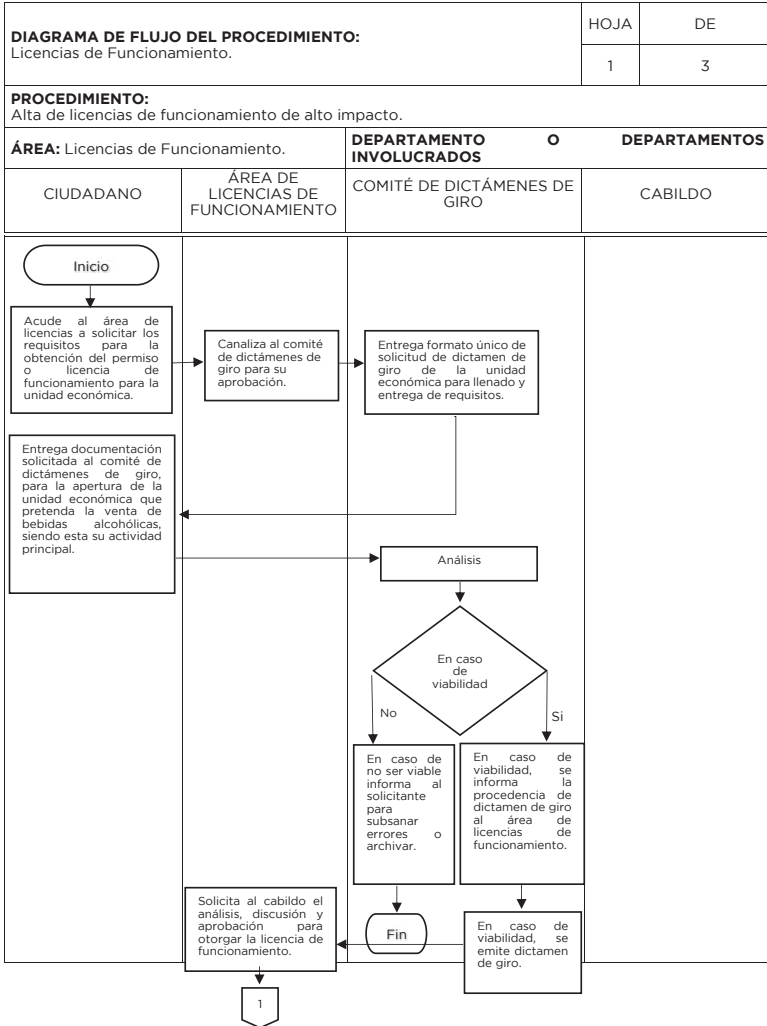 DIAGRAMA DE FLUJO DEL PROCEDIMIENTO:
Licencias de Funcionamiento.
HOJA
DE
1
3
PROCEDIMIENTO:
Alta de licencias de funcionamiento de alto impacto.
ÁREA: Licencias de Funcionamiento.
DEPARTAMENTO O DEPARTAMENTOS
INVOLUCRADOS
CIUDADANO
ÁREA DE
LICENCIAS DE
FUNCIONAMIENTO
COMITÉ DE DICTÁMENES DE
GIRO
CABILDO
Inicio
Acude al área de
licencias a solicitar los
requisitos para la
obtención del permiso
o licencia de
funcionamiento para la
unidad económica.
Canaliza al comité
de dictámenes de
giro para su
aprobación.
Entrega formato único de
solicitud de dictamen de
giro de la unidad
económica para llenado y
entrega de requisitos.
Entrega documentación
solicitada al comité de
dictámenes de giro,
para la apertura de la
unidad económica que
pretenda la venta de
bebidas alcohólicas,
siendo esta su actividad
principal.
Análisis
En caso
de
viabilidad
No
Si
En caso de
no ser viable
informa al
solicitante
para
subsanar
errores o
archivar.
En caso de
viabilidad, se
informa la
procedencia de
dictamen de giro
al área de
licencias de
funcionamiento.
Solicita al cabildo el
análisis, discusión y
aprobación para
otorgar la licencia de
funcionamiento.
Fin
En caso de
viabilidad, se
emite dictamen
de giro.
1